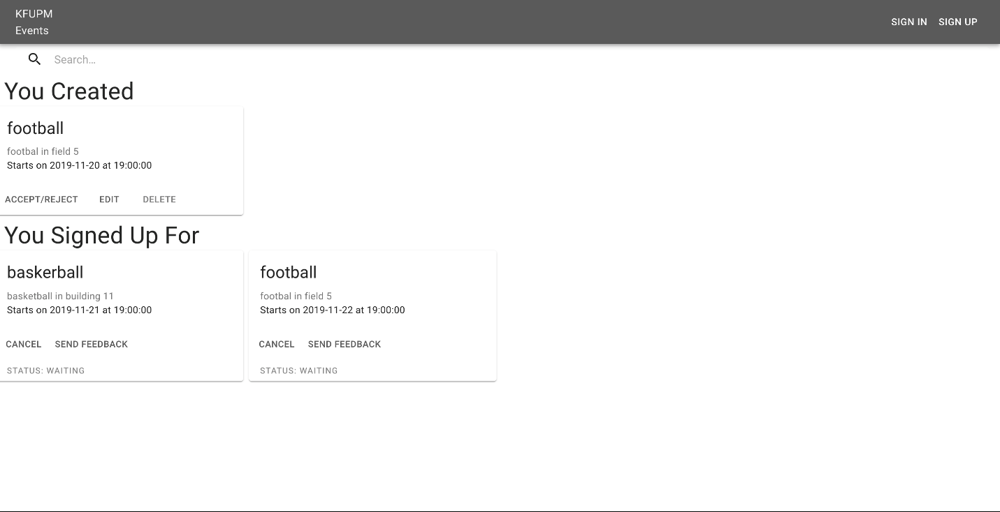 KFUPM
Events
SIGN IN SIGN UP
Search...
You Created
football
footbal in field 5
Starts on 2019-11-20 at 19:00:00
ACCEPT/REJECT EDIT DELETE
You Signed Up For
baskerball
basketball in building 11
Starts on 2019-11-21 at 19:00:00
CANCEL SEND FEEDBACK
STATUS: WAITING
football
footbal in field 5
Starts on 2019-11-22 at 19:00:00
CANCEL SEND FEEDBACK
STATUS: WAITING